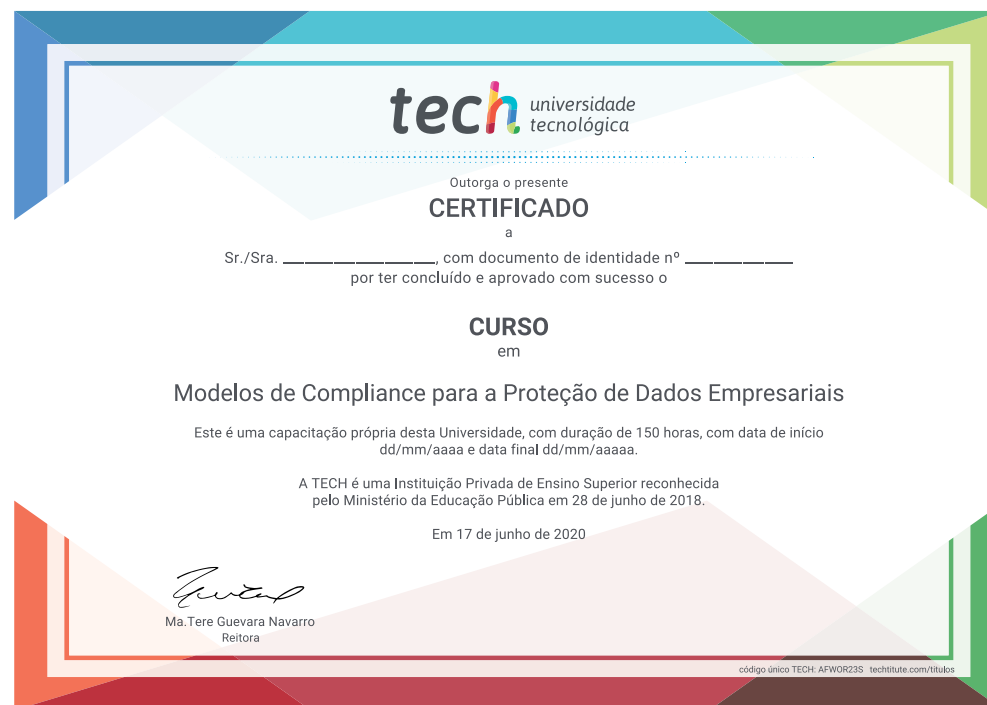 tech universidade
tecnológica
Outorga o presente
CERTIFICADO
a
Sr./Sra. ______________, com documento de identidade nº __________
por ter concluído e aprovado com sucesso o
CURSO
em
Modelos de Compliance para a Proteção de Dados Empresariais
Este é uma capacitação própria desta Universidade, com duração de 150 horas, com data de início
dd/mm/aaaa e data final dd/mm/aaaaa.
A TECH é uma Instituição Privada de Ensino Superior reconhecida
pelo Ministério da Educação Pública em 28 de junho de 2018.
Em 17 de junho de 2020
Ma.Tere Guevara Navarro
Reitora
código único TECH: AFWOR23S techtitute.com/titulos